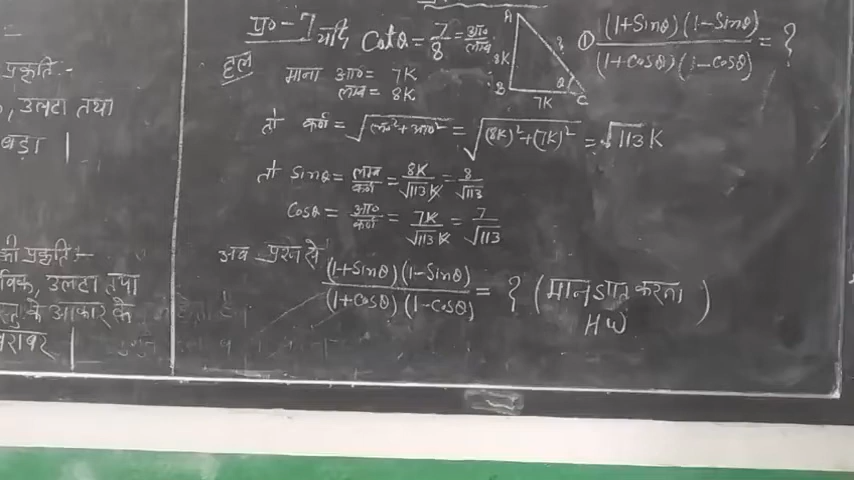 प्रकृति :-
, उलटा तथा
बड़ा |
की प्रकृति :-
विक, उलटा तथा
स्तु के आकार के
बराबर |
प्र०-7 यदि Cotθ = 7/8 = आ०/लम्ब
① (1+Sinθ)(1-Sinθ)/(1+Cosθ)(1-Cosθ) = ?
A
8K
B
7K
C
θ
?
हल
माना आ० = 7K
लम्ब = 8K
तो कर्ण = √लम्ब²+आ०² = √(8K)²+(7K)² = √113 K
तो Sinθ = लम्ब/कर्ण = 8K/√113 K = 8/√113
Cosθ = आ०/कर्ण = 7K/√113 K = 7/√113
अब प्रश्न से
(1+Sinθ)(1-Sinθ)/(1+Cosθ)(1-Cosθ) = ? (मान ज्ञात करना)
HW